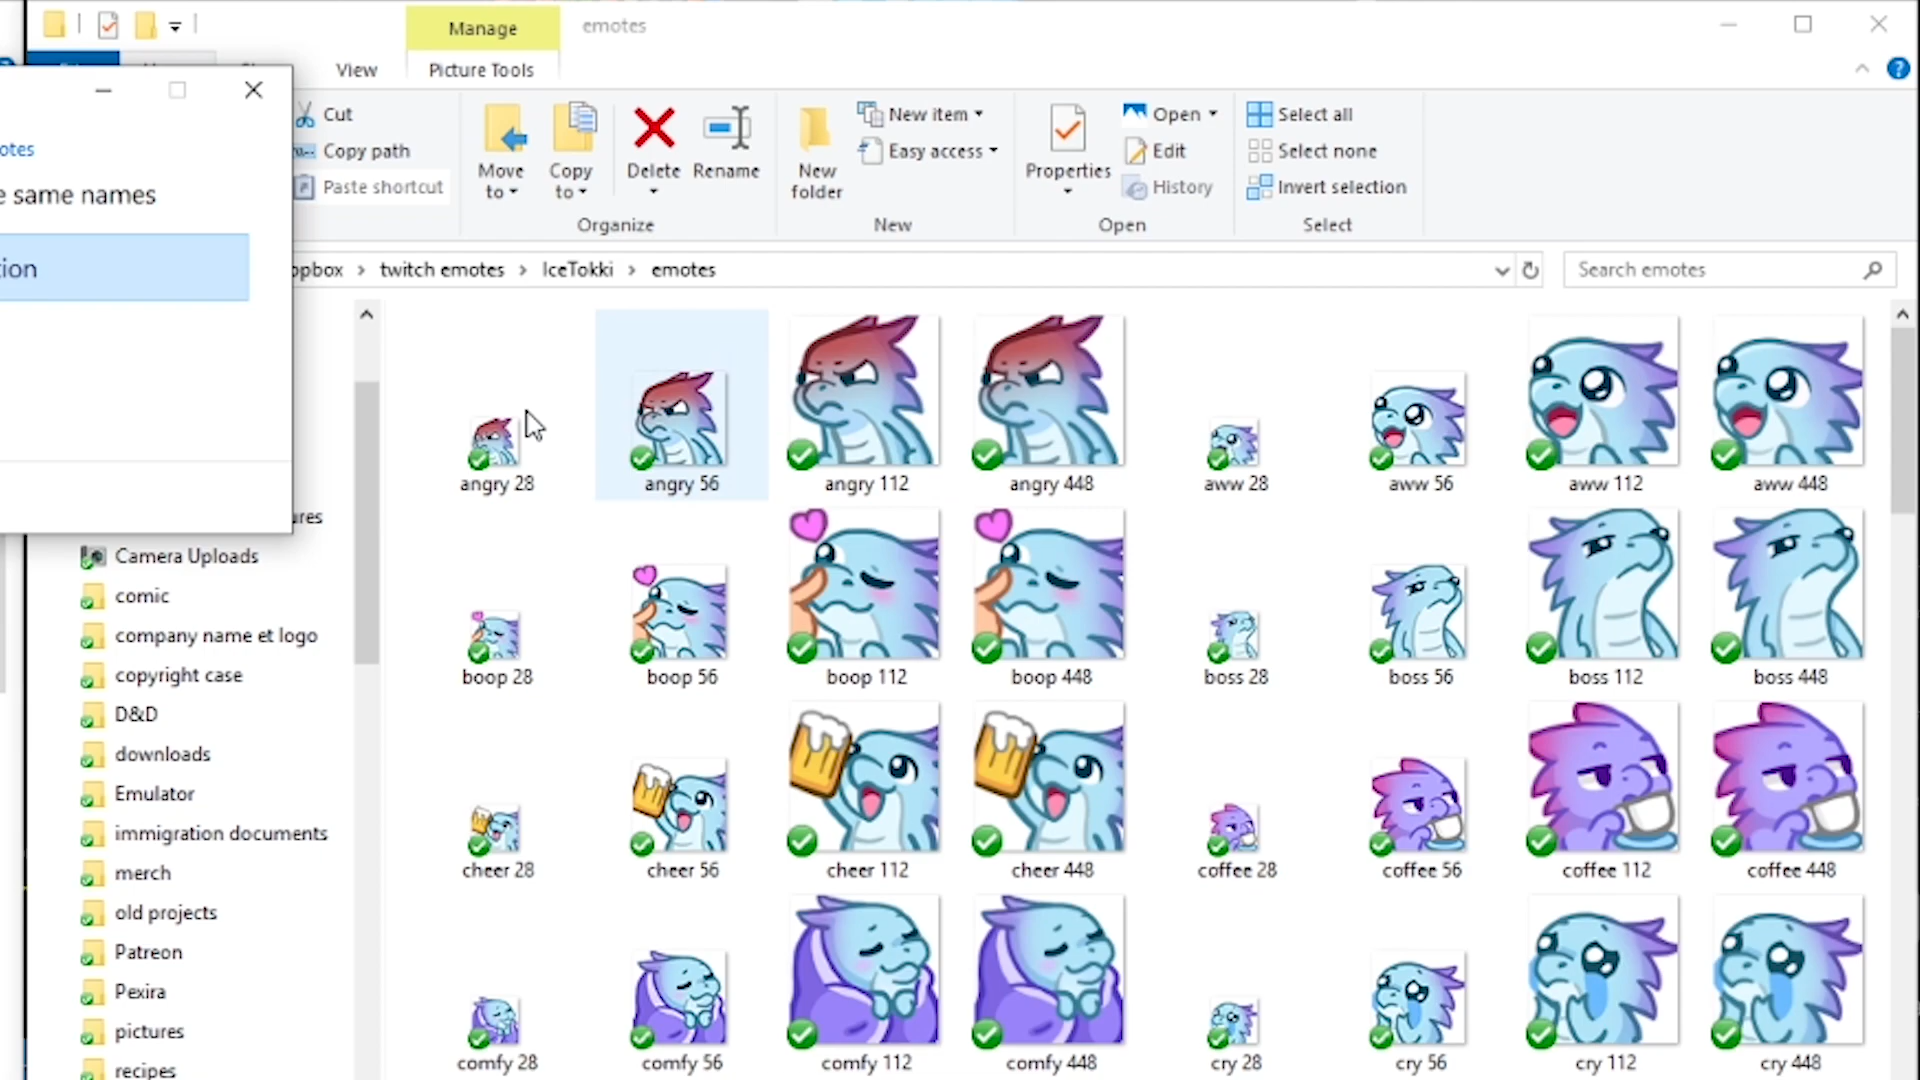 Manage
emotes
View
Picture Tools
otes
e same names
tion
Cut
Copy path
Paste shortcut
Move to
Copy to
Delete
Rename
Organize
New folder
New item
Easy access
New
Properties
Open
Edit
History
Open
Select all
Select none
Invert selection
Select
opbox > twitch emotes > IceTokki > emotes
Search emotes
ures
Camera Uploads
comic
company name et logo
copyright case
D&D
downloads
Emulator
immigration documents
merch
old projects
Patreon
Pexira
pictures
recipes
angry 28
angry 56
angry 112
angry 448
aww 28
aww 56
aww 112
aww 448
boop 28
boop 56
boop 112
boop 448
boss 28
boss 56
boss 112
boss 448
cheer 28
cheer 56
cheer 112
cheer 448
coffee 28
coffee 56
coffee 112
coffee 448
comfy 28
comfy 56
comfy 112
comfy 448
cry 28
cry 56
cry 112
cry 448